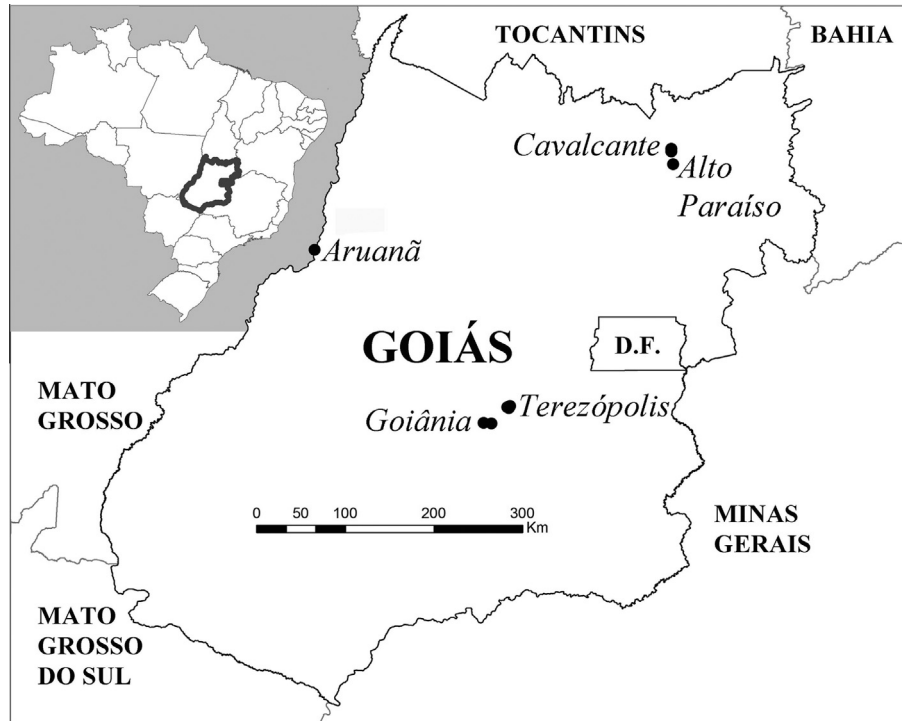 TOCANTINS
BAHIA
Cavalcante
Alto
Paraíso
Aruanã
GOIÁS
D.F.
MATO
GROSSO
Terezópolis
Goiânia
0 50 100 200 300
Km
MINAS
GERAIS
MATO
GROSSO
DO SUL